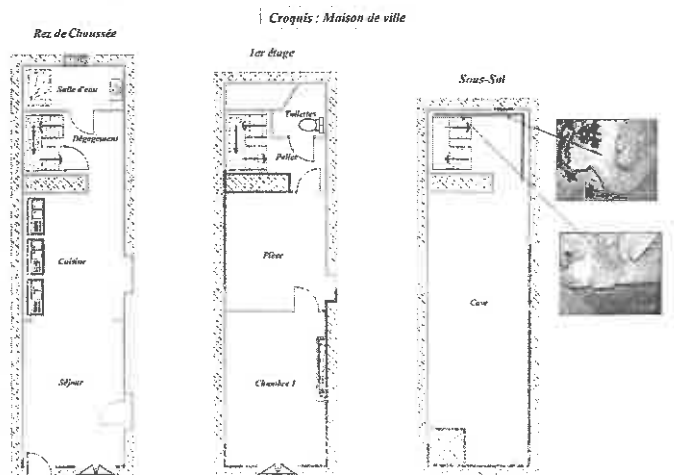 Croquis : Maison de ville
Rez de Chaussée
1er étage
Sous-Sol
Salle d'eau
Dégagement
Cuisine
Séjour
Toilettes
Pallet
Pièce
Chambre 1
Cave